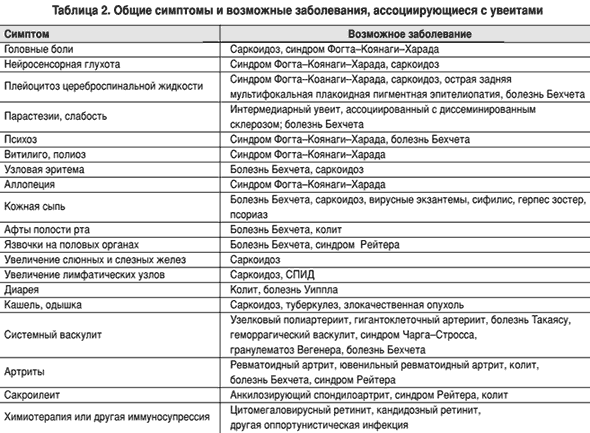 Таблица 2. Общие симптомы и возможные заболевания, ассоциирующиеся с увеитами
Симптом Возможное заболевание
Головные боли Саркоидоз, синдром Фогта–Коянаги–Харада
Нейросенсорная глухота Синдром Фогта–Коянаги–Харада, саркоидоз
Плейоцитоз цереброспинальной жидкости Синдром Фогта–Коанаги–Харада, саркоидоз, острая задняя
мультифокальная плакоидная пигментная эпителиопатия, болезнь Бехчета
Парастезии, слабость Интермедиарный увеит, ассоциированный с диссеминированным
склерозом; болезнь Бехчета
Психоз Синдром Фогта–Коянаги–Харада, болезнь Бехчета
Витилиго, полиоз Синдром Фогта–Коянаги–Харада
Узловая эритема Болезнь Бехчета, саркоидоз
Аллопеция Синдром Фогта–Коянаги–Харада
Кожная сыпь Болезнь Бехчета, саркоидоз, вирусные экзантемы, сифилис, герпес зостер,
псориаз
Афты полости рта Болезнь Бехчета, колит
Язвочки на половых органах Болезнь Бехчета, синдром Рейтера
Увеличение слюнных и слезных желез Саркоидоз
Увеличение лимфатических узлов Саркоидоз, СПИД
Диарея Колит, болезнь Уиппла
Кашель, одышка Саркоидоз, туберкулез, злокачественная опухоль
Системный васкулит Узелковый полиартериит, гигантоклеточный артериит, болезнь Такаясу,
геморрагический васкулит, синдром Чарга–Стросса,
гранулематоз Вегенера, болезнь Бехчета
Артриты Ревматоидный артрит, ювенильный ревматоидный артрит, колит,
болезнь Бехчета, синдром Рейтера
Сакроилеит Анкилозирующий спондилоартрит, синдром Рейтера, колит
Химиотерапия или другая иммуносупрессия Цитомегаловирусный ретинит, кандидозный ретинит,
другая оппортунистическая инфекция